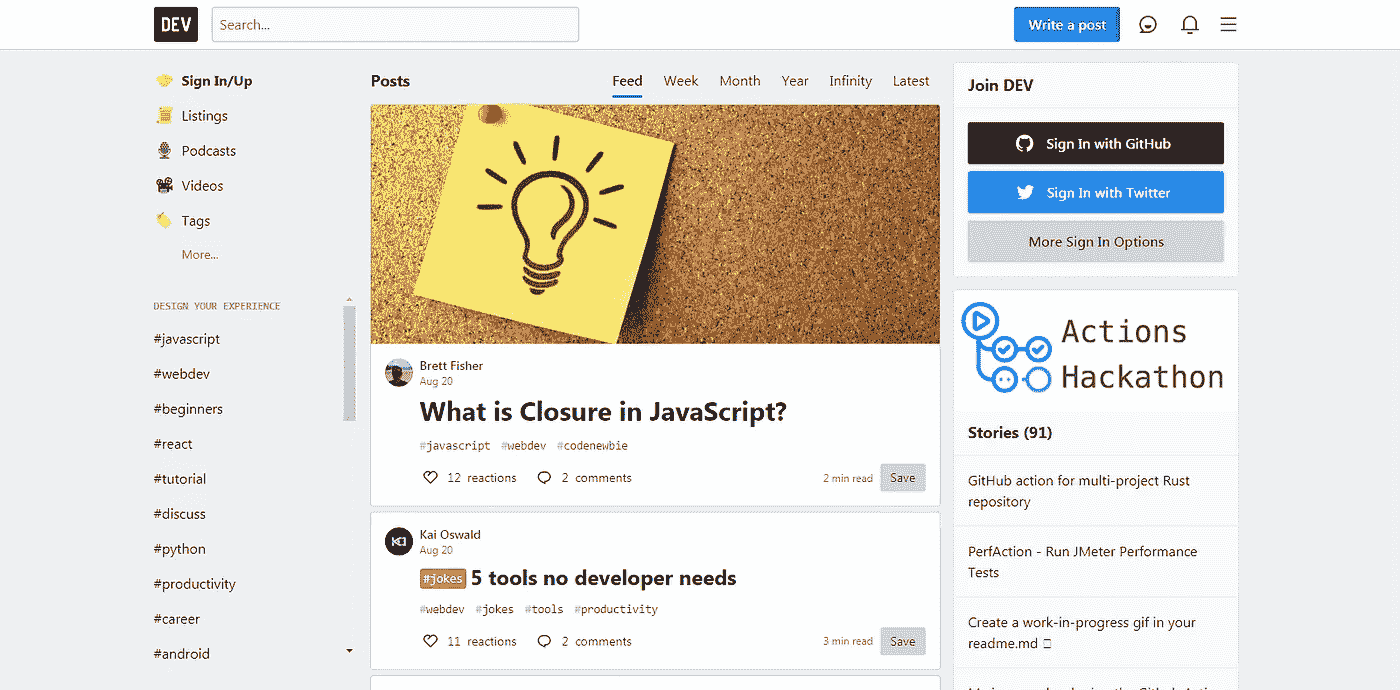 DEV
Search...
Write a post
Sign In/Up
Listings
Podcasts
Videos
Tags
More...
DESIGN YOUR EXPERIENCE
#javascript
#webdev
#beginners
#react
#tutorial
#discuss
#python
#productivity
#career
#android
Posts
Feed Week Month Year Infinity Latest
Brett Fisher
Aug 20
What is Closure in JavaScript?
#javascript #webdev #codenewbie
12 reactions 2 comments 2 min read Save
Kai Oswald
Aug 20
#jokes 5 tools no developer needs
#webdev #jokes #tools #productivity
11 reactions 2 comments 3 min read Save
Join DEV
Sign In with GitHub
Sign In with Twitter
More Sign In Options
Actions
Hackathon
Stories (91)
GitHub action for multi-project Rust
repository
PerfAction - Run JMeter Performance
Tests
Create a work-in-progress gif in your
readme.md